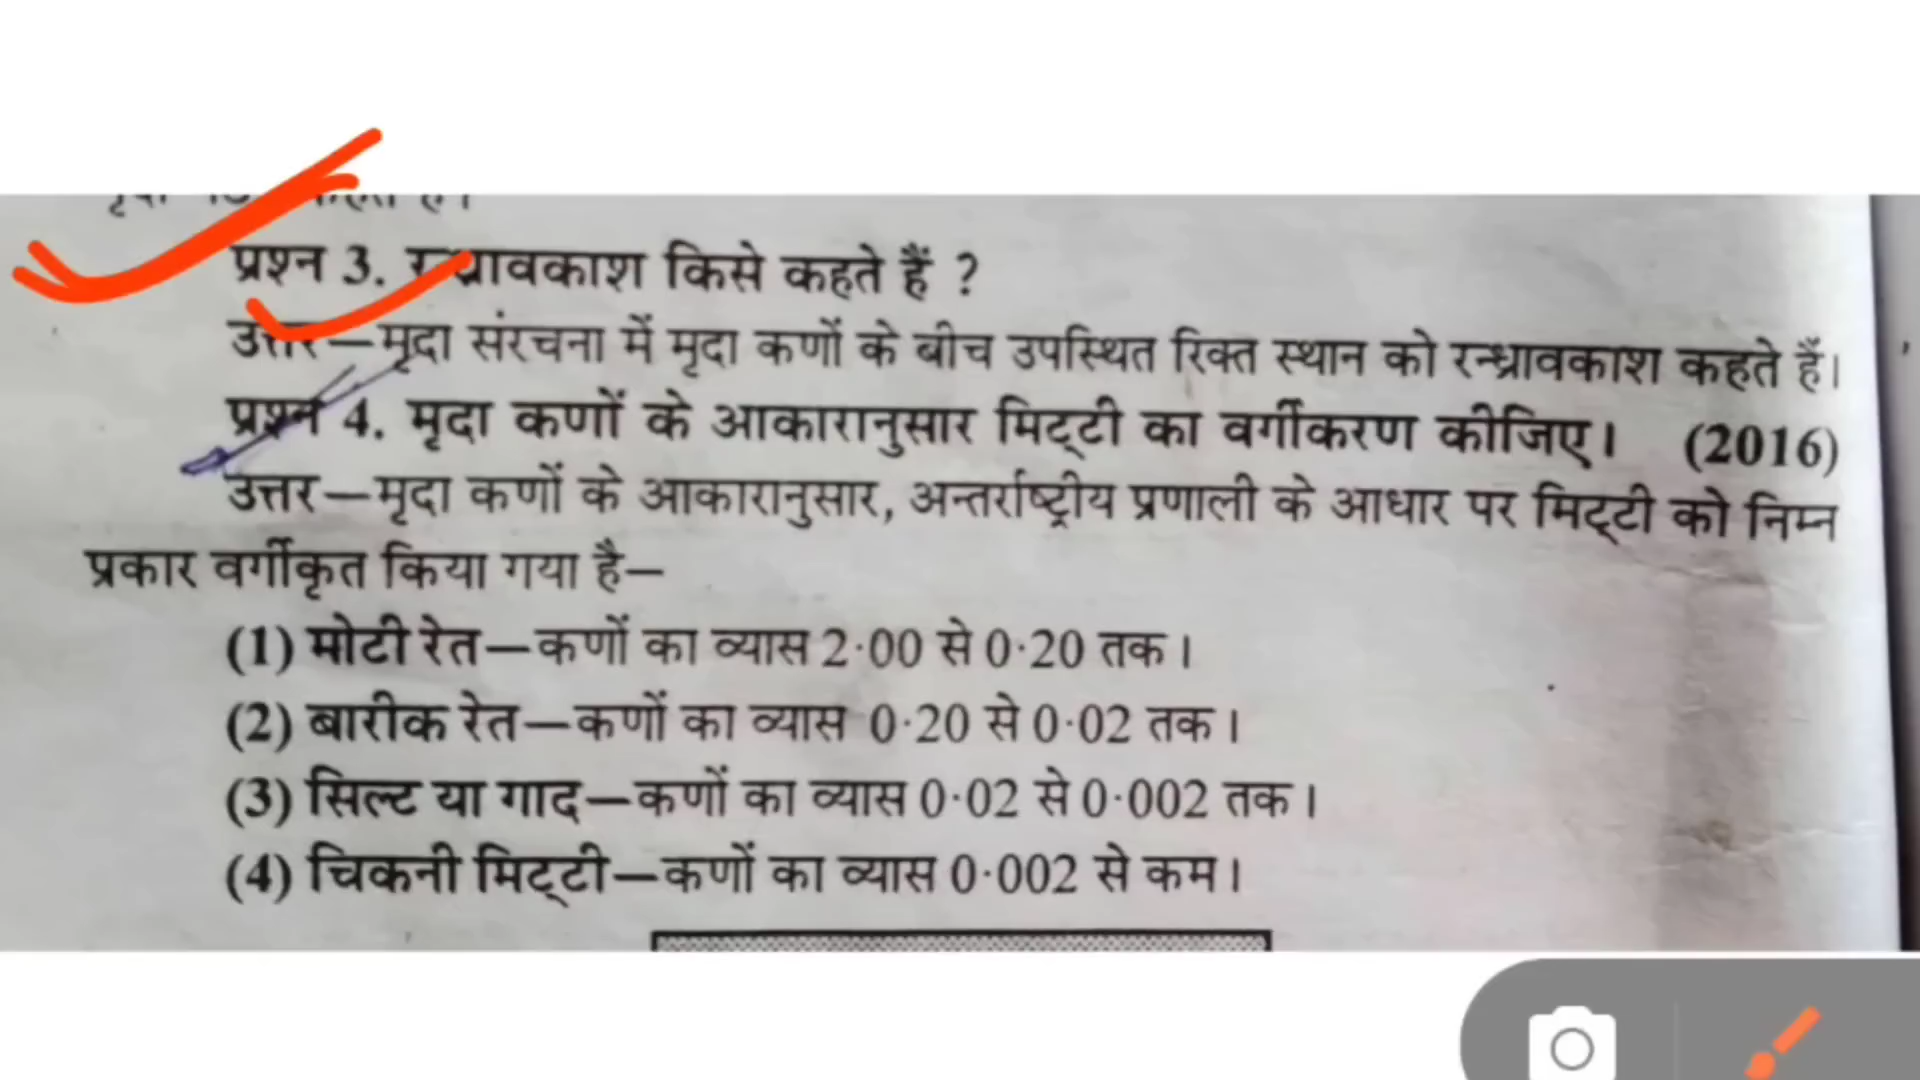 प्रश्न 3. रन्ध्रावकाश किसे कहते हैं ?
उत्तर—मृदा संरचना में मृदा कणों के बीच उपस्थित रिक्त स्थान को रन्ध्रावकाश कहते हैं।
प्रश्न 4. मृदा कणों के आकारानुसार मिट्टी का वर्गीकरण कीजिए। (2016)
उत्तर—मृदा कणों के आकारानुसार, अन्तर्राष्ट्रीय प्रणाली के आधार पर मिट्टी को निम्न
प्रकार वर्गीकृत किया गया है—
(1) मोटी रेत—कणों का व्यास 2·00 से 0·20 तक।
(2) बारीक रेत—कणों का व्यास 0·20 से 0·02 तक।
(3) सिल्ट या गाद—कणों का व्यास 0·02 से 0·002 तक।
(4) चिकनी मिट्टी—कणों का व्यास 0·002 से कम।